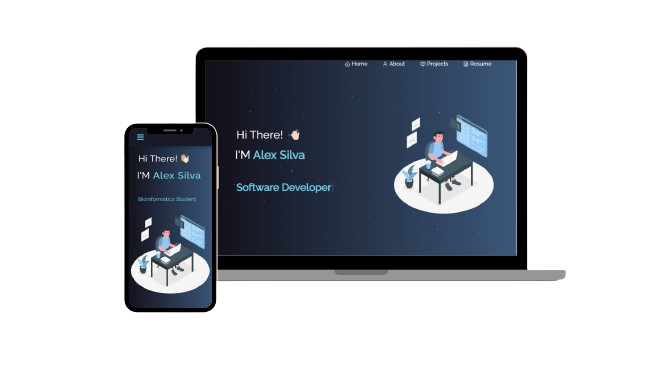 Home About Projects Resume
Hi There! 👋🏻
I'M Alex Silva
Software Developer
Hi There! 👋🏻
I'M Alex Silva
Bioinformatics Student